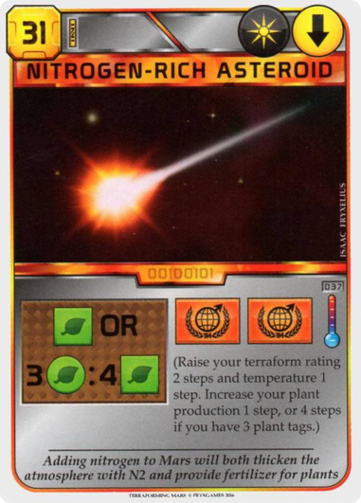 31
NITROGEN-RICH ASTEROID
ISAAC FRYXELIUS
00100101
037
OR
3 : 4
(Raise your terraform rating
2 steps and temperature 1
step. Increase your plant
production 1 step, or 4 steps
if you have 3 plant tags.)
Adding nitrogen to Mars will both thicken the
atmosphere with N2 and provide fertilizer for plants
TERRAFORMING MARS © FRYXGAMES 2016